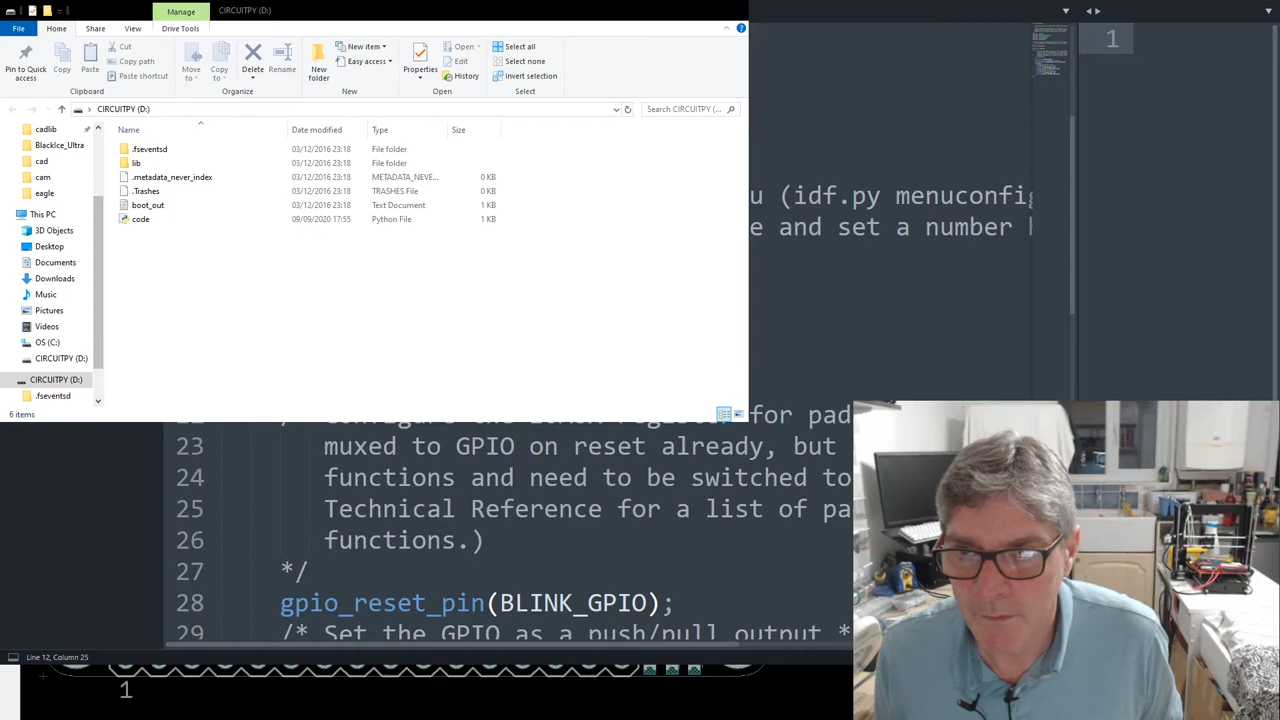 Manage
CIRCUITPY (D:)
File
Home
Share
View
Drive Tools
Pin to Quick access
Copy
Paste
Cut
Copy path
Paste shortcut
Clipboard
Move to
Copy to
Delete
Rename
Organize
New folder
New item
Easy access
New
Properties
Open
Edit
History
Open
Select all
Select none
Invert selection
Select
CIRCUITPY (D:)
Search CIRCUITPY (...
Name
Date modified
Type
Size
.fseventsd 03/12/2016 23:18 File folder
lib 03/12/2016 23:18 File folder
.metadata_never_index 03/12/2016 23:18 METADATA_NEVE... 0 KB
.Trashes 03/12/2016 23:18 TRASHES File 0 KB
boot_out 03/12/2016 23:18 Text Document 1 KB
code 09/09/2020 17:55 Python File 1 KB
cadlib
BlackIce_Ultra
cad
cam
eagle
This PC
3D Objects
Desktop
Documents
Downloads
Music
Pictures
Videos
OS (C:)
CIRCUITPY (D:)
CIRCUITPY (D:)
.fseventsd
6 items
1
u (idf.py menuconfig
e and set a number
for pad
23 muxed to GPIO on reset already, but
24 functions and need to be switched to
25 Technical Reference for a list of pa
26 functions.)
27 */
28 gpio_reset_pin(BLINK_GPIO);
29 /* Set the GPIO as a push/pull output *
Line 12, Column 25
1